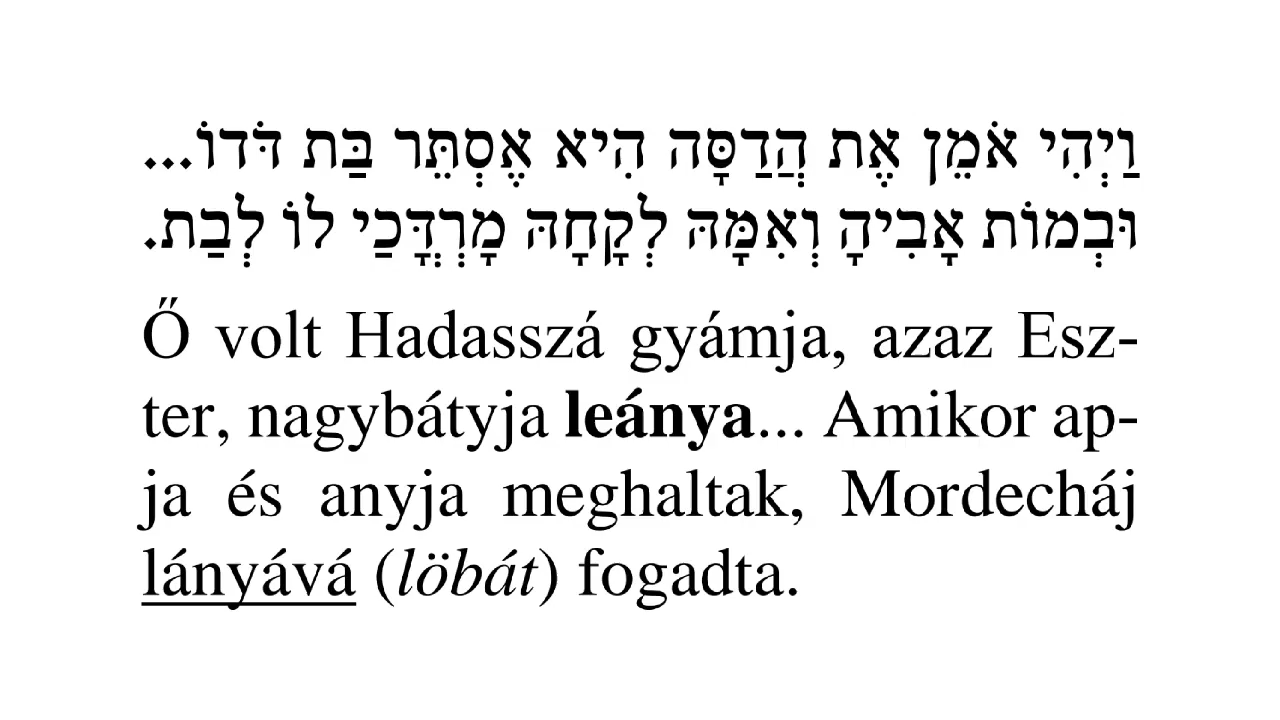 וַיְהִי אֹמֵן אֶת הֲדַסָּה הִיא אֶסְתֵּר בַּת דֹּדוֹ...
וּבְמוֹת אָבִיהָ וְאִמָּהּ לְקָחָהּ מָרְדֳּכַי לוֹ לְבַת.
Ő volt Hadasszá gyámja, azaz Esz-
ter, nagybátyja leánya... Amikor ap-
ja és anyja meghaltak, Mordecháj
lányává (löbát) fogadta.